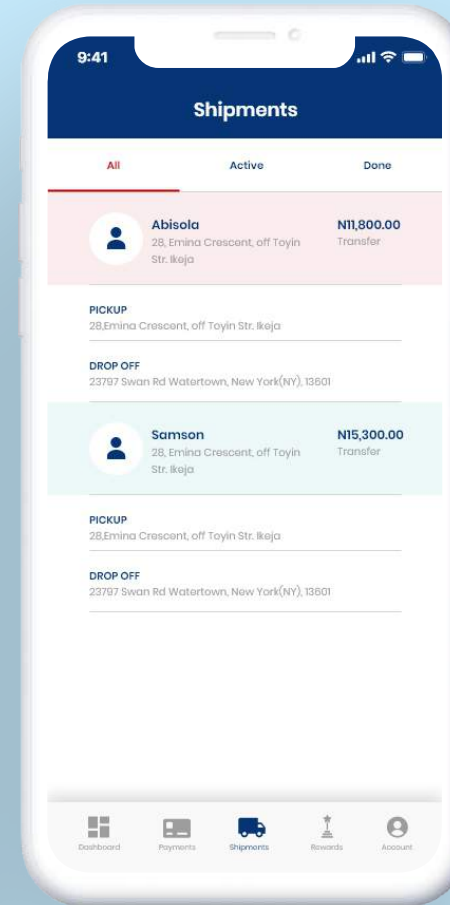 9:41
Shipments
All Active Done
Abisola N11,800.00
28, Emina Crescent, off Toyin Transfer
Str. Ikeja
PICKUP
28,Emina Crescent, off Toyin Str. Ikeja
DROP OFF
23797 Swan Rd Watertown, New York(NY), 13601
Samson N15,300.00
28, Emina Crescent, off Toyin Transfer
Str. Ikeja
PICKUP
28,Emina Crescent, off Toyin Str. Ikeja
DROP OFF
23797 Swan Rd Watertown, New York(NY), 13601
Dashboard Payments Shipments Rewards Account